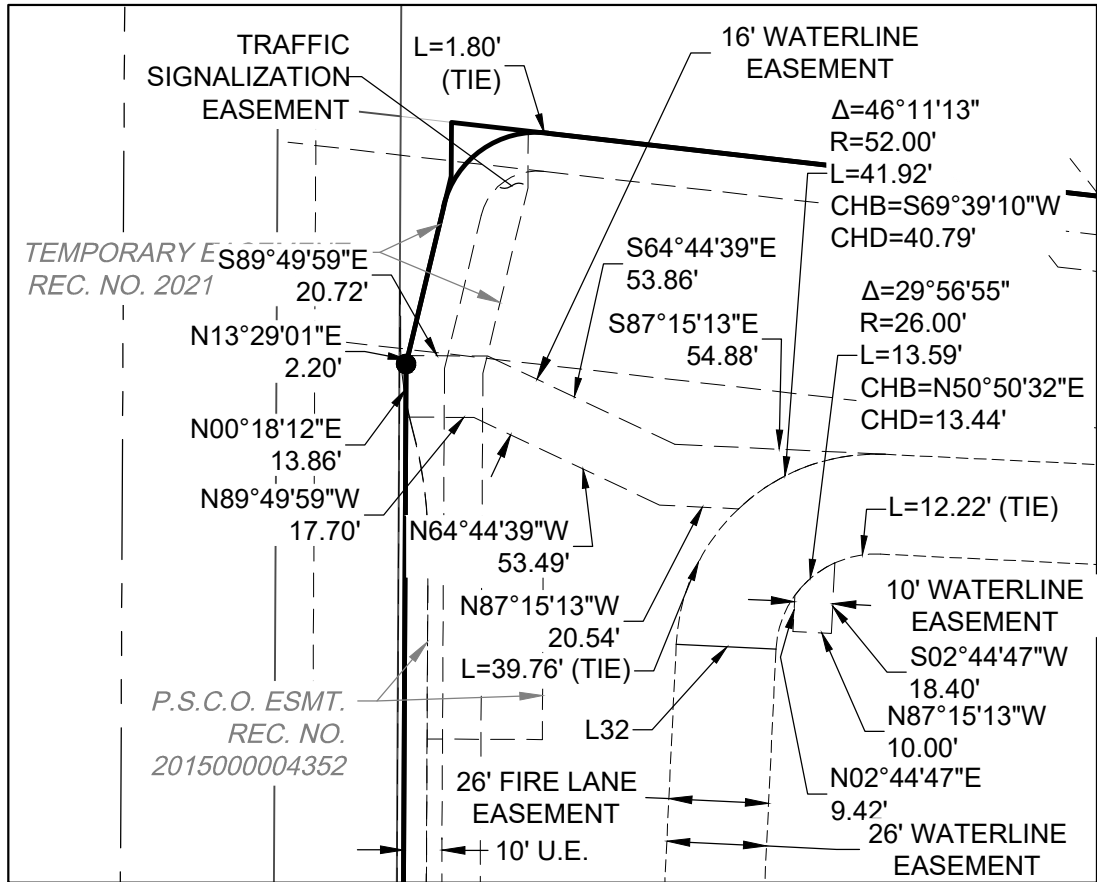 TRAFFIC
SIGNALIZATION
EASEMENT
L=1.80'
(TIE)
16' WATERLINE
EASEMENT
Δ=46°11'13"
R=52.00'
L=41.92'
CHB=S69°39'10"W
CHD=40.79'
TEMPORARY
REC. NO. 2021
S89°49'59"E
20.72'
S64°44'39"E
53.86'
N13°29'01"E
2.20'
S87°15'13"E
54.88'
Δ=29°56'55"
R=26.00'
L=13.59'
CHB=N50°50'32"E
CHD=13.44'
N00°18'12"E
13.86'
N89°49'59"W
17.70'
N64°44'39"W
53.49'
L=12.22' (TIE)
N87°15'13"W
20.54'
10' WATERLINE
EASEMENT
L=39.76' (TIE)
S02°44'47"W
18.40'
P.S.C.O. ESMT.
REC. NO.
2015000004352
L32
N87°15'13"W
10.00'
26' FIRE LANE
EASEMENT
N02°44'47"E
9.42'
10' U.E.
26' WATERLINE
EASEMENT